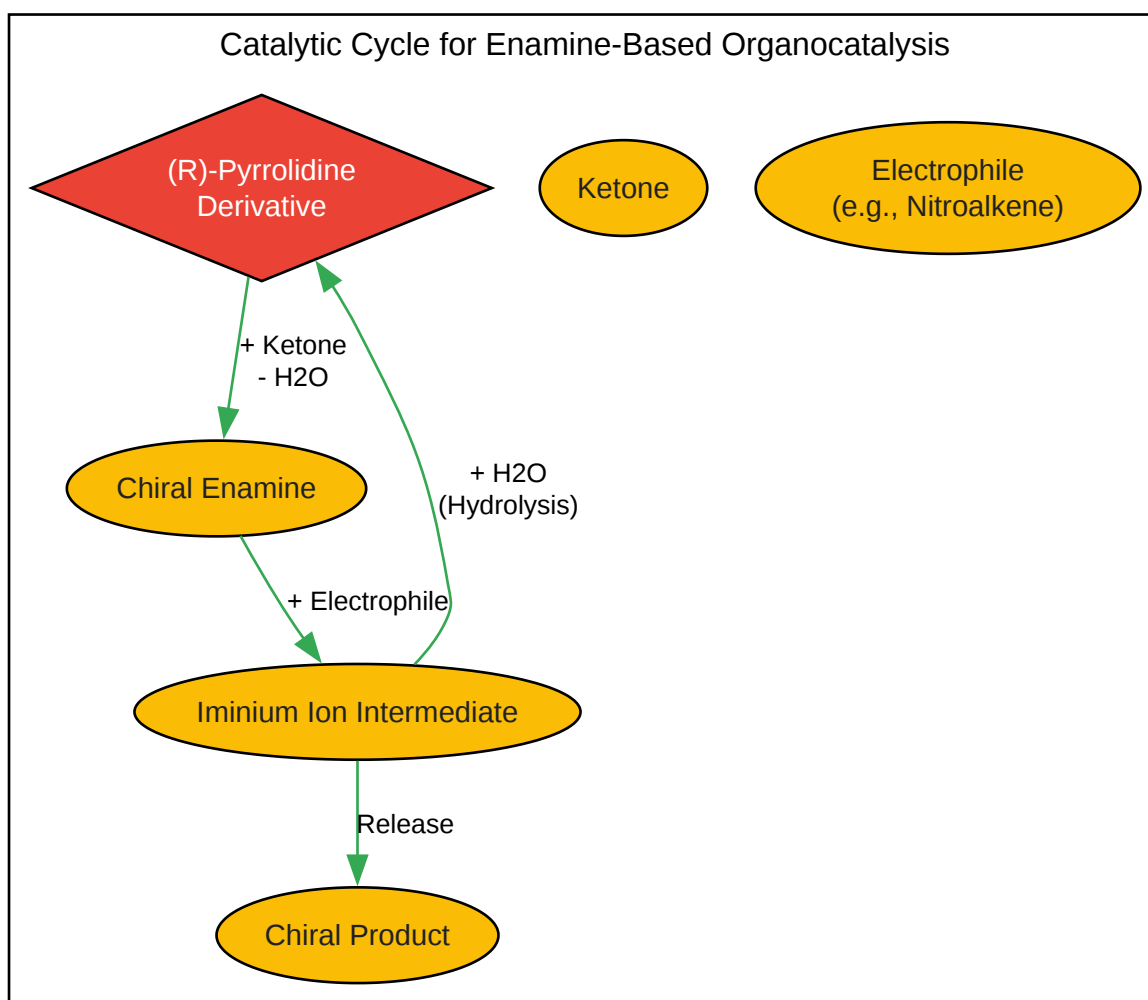 Catalytic Cycle for Enamine-Based Organocatalysis
(R)-Pyrrolidine
Derivative
Ketone
Electrophile
(e.g., Nitroalkene)
+ Ketone
- H2O
Chiral Enamine
+ H2O
(Hydrolysis)
+ Electrophile
Iminium Ion Intermediate
Release
Chiral Product